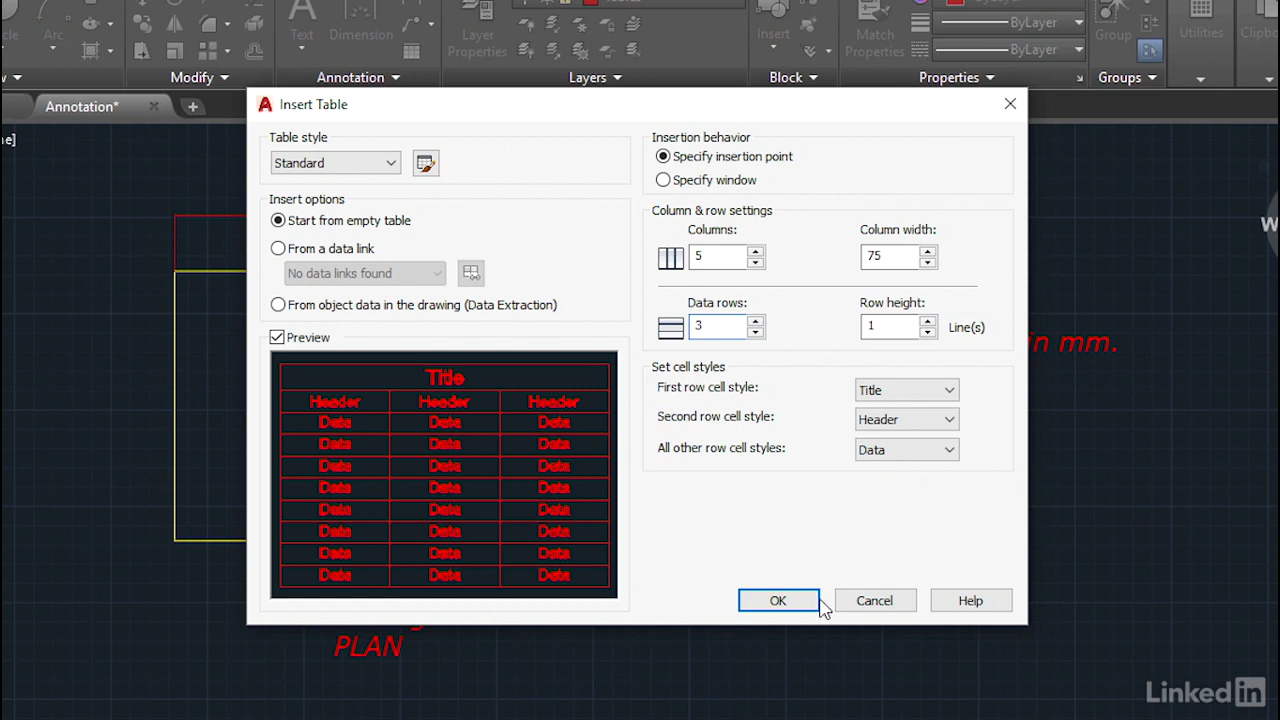 Arc
Text
Dimension
Layer
Properties
Insert
Match
Properties
ByLayer
ByLayer
Group
Utilities
Modify
Annotation
Layers
Block
Properties
Groups
Annotation*
Insert Table
Table style
Standard
Insert options
Start from empty table
From a data link
No data links found
From object data in the drawing (Data Extraction)
Preview
Title
Header Header Header
Data Data Data
Data Data Data
Data Data Data
Data Data Data
Data Data Data
Data Data Data
Data Data Data
Data Data Data
Insertion behavior
Specify insertion point
Specify window
Column & row settings
Columns: Column width:
5 75
Data rows: Row height:
3 1 Line(s)
Set cell styles
First row cell style: Title
Second row cell style: Header
All other row cell styles: Data
OK Cancel Help
in mm.
PLAN
W
LinkedIn